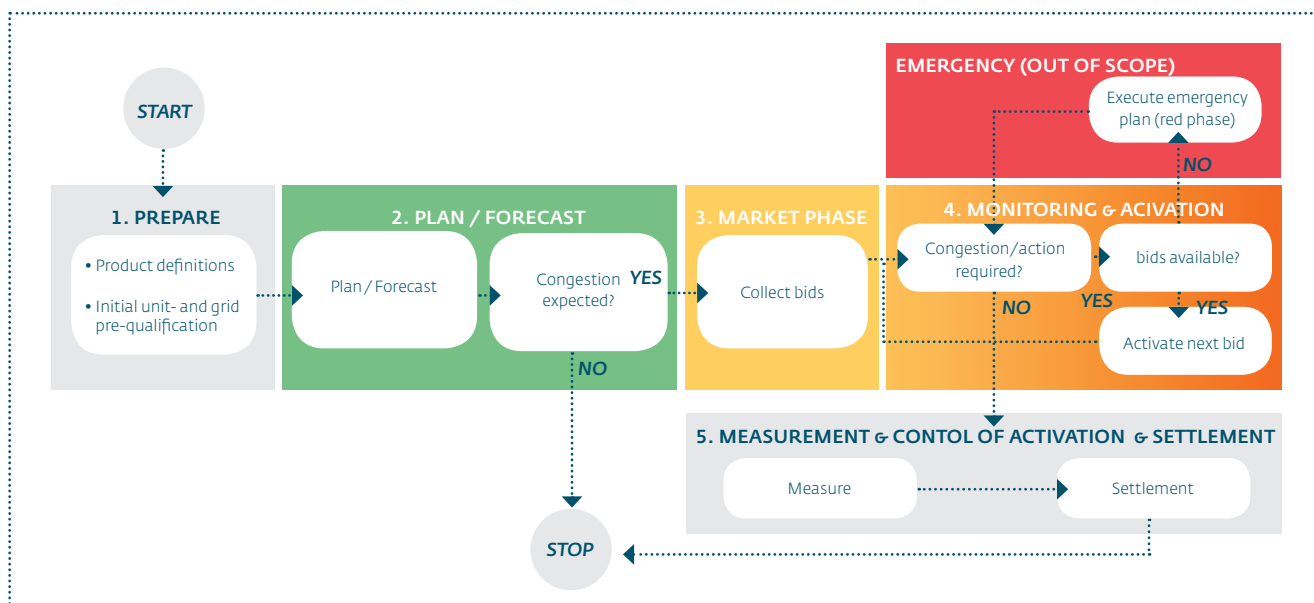 START
EMERGENCY (OUT OF SCOPE)
Execute emergency
plan (red phase)
NO
1. PREPARE
• Product definitions
• Initial unit- and grid
pre-qualification
2. PLAN / FORECAST
Plan / Forecast
Congestion
expected?
YES
NO
3. MARKET PHASE
Collect bids
4. MONITORING & ACIVATION
Congestion/action
required?
YES
NO
bids available?
YES
Activate next bid
5. MEASUREMENT & CONTOL OF ACTIVATION & SETTLEMENT
Measure
Settlement
STOP